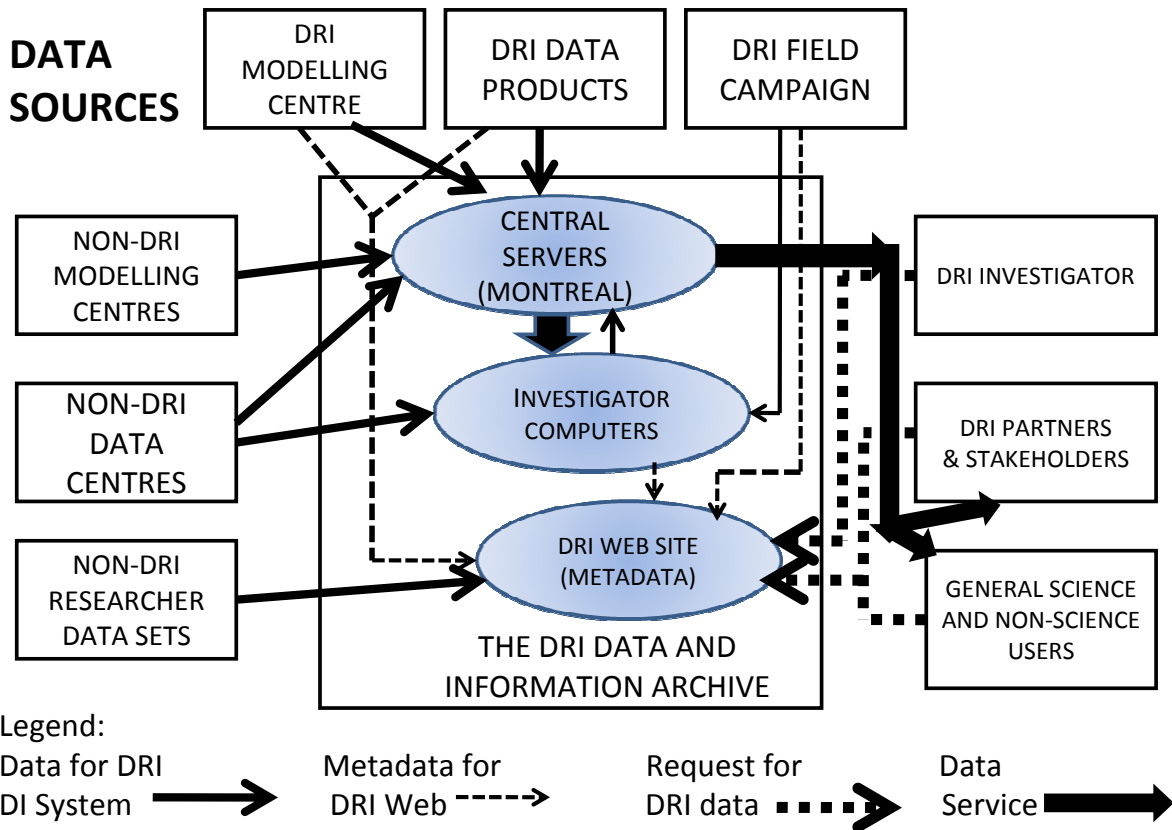 DATA
SOURCES
DRI
MODELLING
CENTRE
DRI DATA
PRODUCTS
DRI FIELD
CAMPAIGN
NON-DRI
MODELLING
CENTRES
NON-DRI
DATA
CENTRES
NON-DRI
RESEARCHER
DATA SETS
CENTRAL
SERVERS
(MONTREAL)
INVESTIGATOR
COMPUTERS
DRI WEB SITE
(METADATA)
THE DRI DATA AND
INFORMATION ARCHIVE
DRI INVESTIGATOR
DRI PARTNERS
& STAKEHOLDERS
GENERAL SCIENCE
AND NON-SCIENCE
USERS
Legend:
Data for DRI
DI System
Metadata for
DRI Web
Request for
DRI data
Data
Service